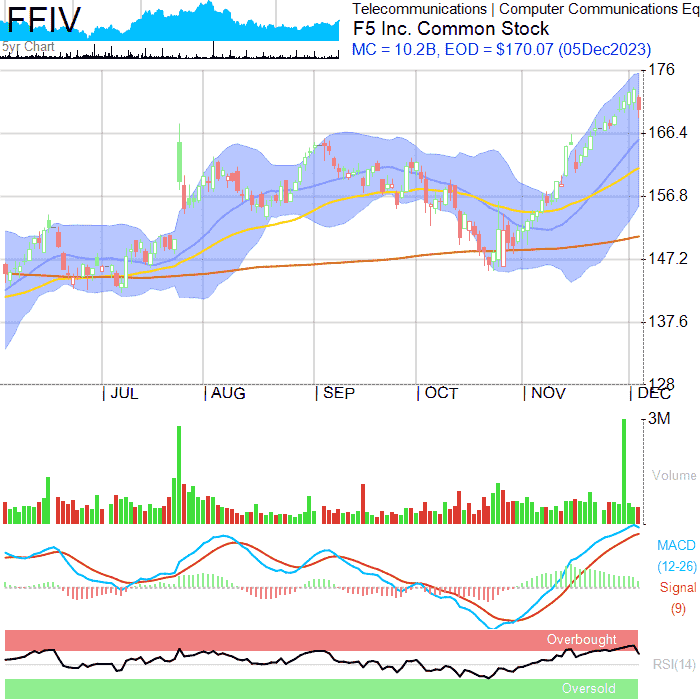 FFIV
5yr Chart
Telecommunications | Computer Communications Eq
F5 Inc. Common Stock
MC = 10.2B, EOD = $170.07 (05Dec2023)
176
166.4
156.8
147.2
137.6
128
JUL
AUG
SEP
OCT
NOV
DEC
3M
Volume
MACD
(12-26)
Signal
(9)
Overbought
RSI(14)
Oversold